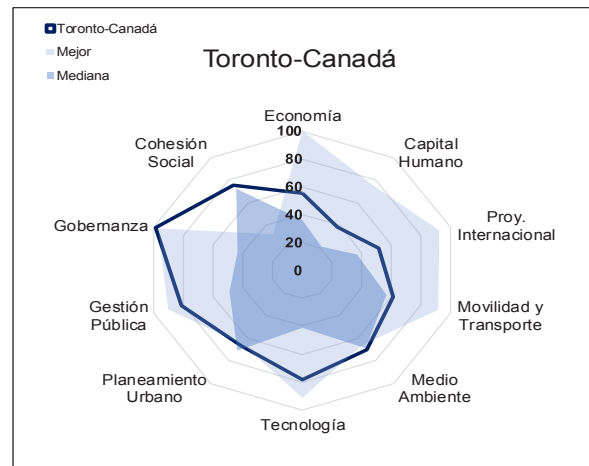 Toronto-Canadá
Mejor
Mediana
Toronto-Canadá
Economía
Capital
Humano
Proy.
Internacional
Movilidad y
Transporte
Medio
Ambiente
Tecnología
Planeamiento
Urbano
Gestión
Pública
Gobernanza
Cohesión
Social
100
80
60
40
20
0